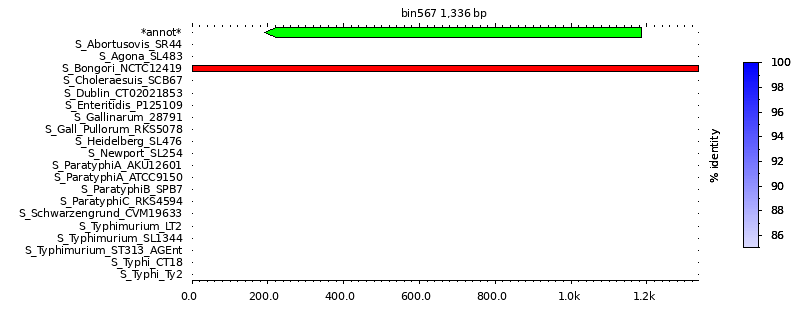 bin567 1,336 bp
*annot*
S_Abortusovis_SR44
S_Agona_SL483
S_Bongori_NCTC12419
S_Choleraesuis_SCB67
S_Dublin_CT02021853
S_Enteritidis_P125109
S_Gallinarum_28791
S_Gall_Pullorum_RKS5078
S_Heidelberg_SL476
S_Newport_SL254
S_ParatyphiA_AKU12601
S_ParatyphiA_ATCC9150
S_ParatyphiB_SPB7
S_ParatyphiC_RKS4594
S_Schwarzengrund_CVM19633
S_Typhimurium_LT2
S_Typhimurium_SL1344
S_Typhimurium_ST313_AGEnt
S_Typhi_CT18
S_Typhi_Ty2
0.0 200.0 400.0 600.0 800.0 1.0k 1.2k
% identity
100
98
96
94
92
90
88
86